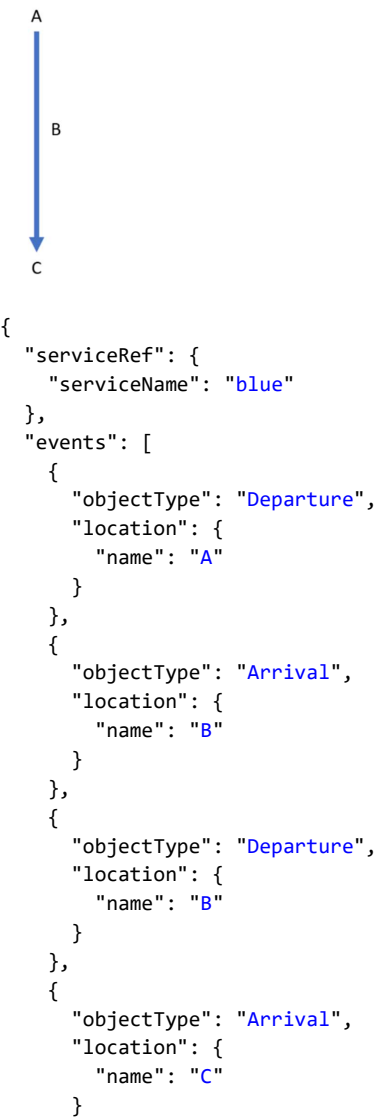 A
B
C
{
  "serviceRef": {
    "serviceName": "blue"
  },
  "events": [
    {
      "objectType": "Departure",
      "location": {
        "name": "A"
      }
    },
    {
      "objectType": "Arrival",
      "location": {
        "name": "B"
      }
    },
    {
      "objectType": "Departure",
      "location": {
        "name": "B"
      }
    },
    {
      "objectType": "Arrival",
      "location": {
        "name": "C"
      }